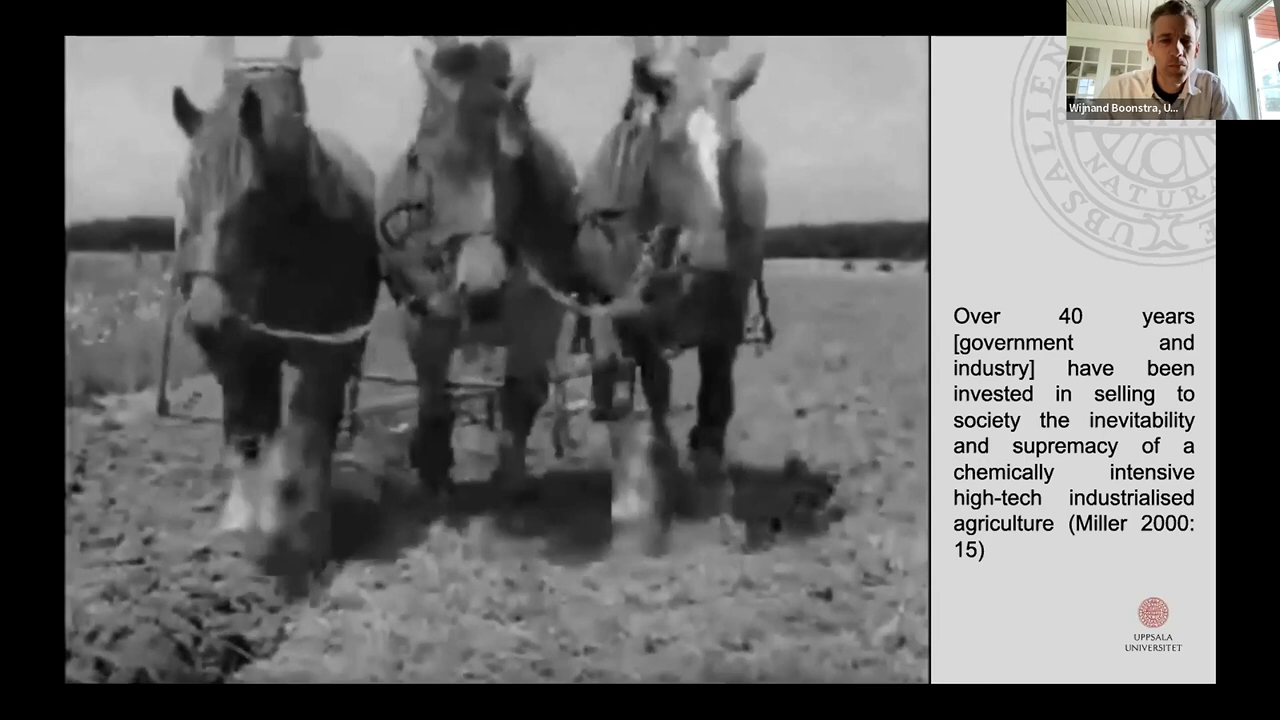 Wijnand Boonstra, U...
Over 40 years
[government and
industry] have been
invested in selling to
society the inevitability
and supremacy of a
chemically intensive
high-tech industrialised
agriculture (Miller 2000:
15)
UPPSALA
UNIVERSITET